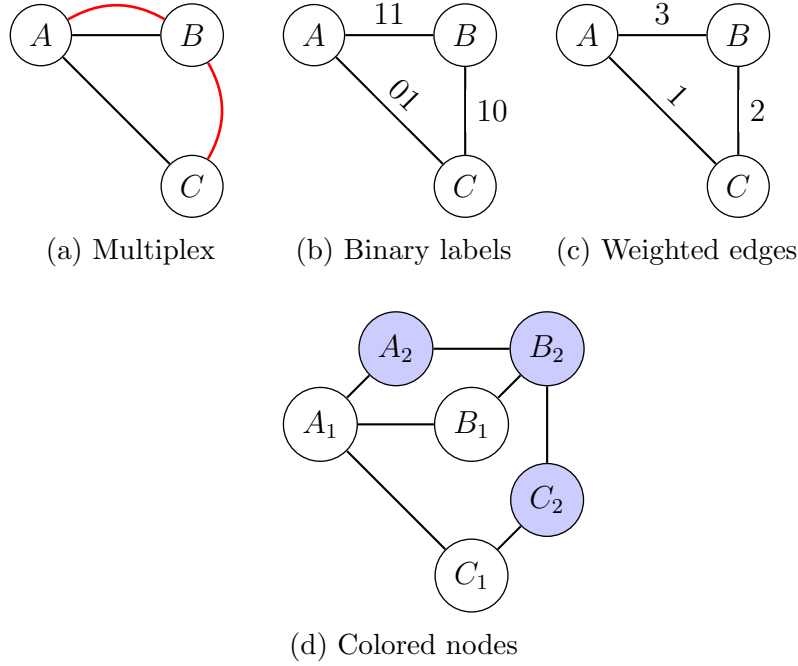 A B A 11 B A 3 B
01 10 1 2
C C C
(a) Multiplex (b) Binary labels (c) Weighted edges
A₂ B₂
A₁ B₁
C₂
C₁
(d) Colored nodes